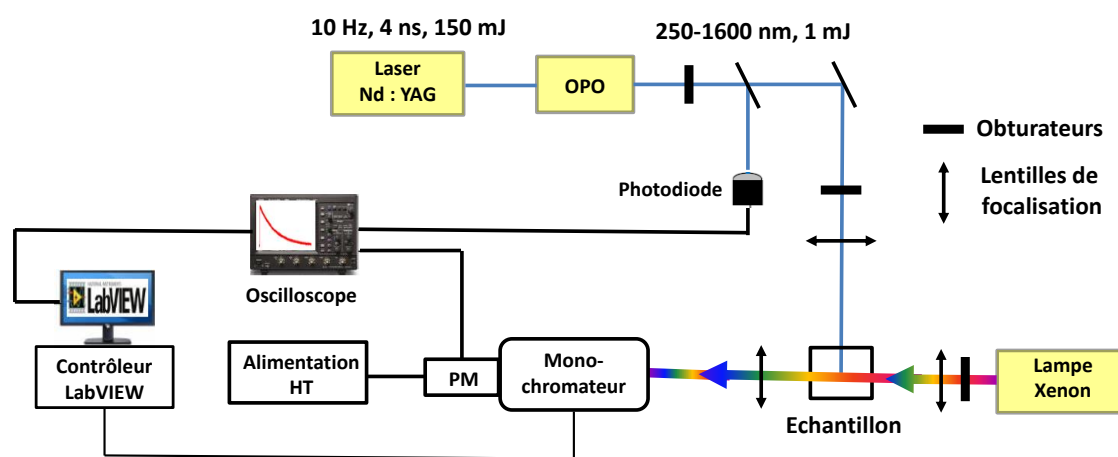 10 Hz, 4 ns, 150 mJ
250-1600 nm, 1 mJ
Laser
Nd : YAG
OPO
Obturateurs
Lentilles de
focalisation
Photodiode
Oscilloscope
LabVIEW
Contrôleur
LabVIEW
Alimentation
HT
PM
Mono-
chromateur
Echantillon
Lampe
Xenon